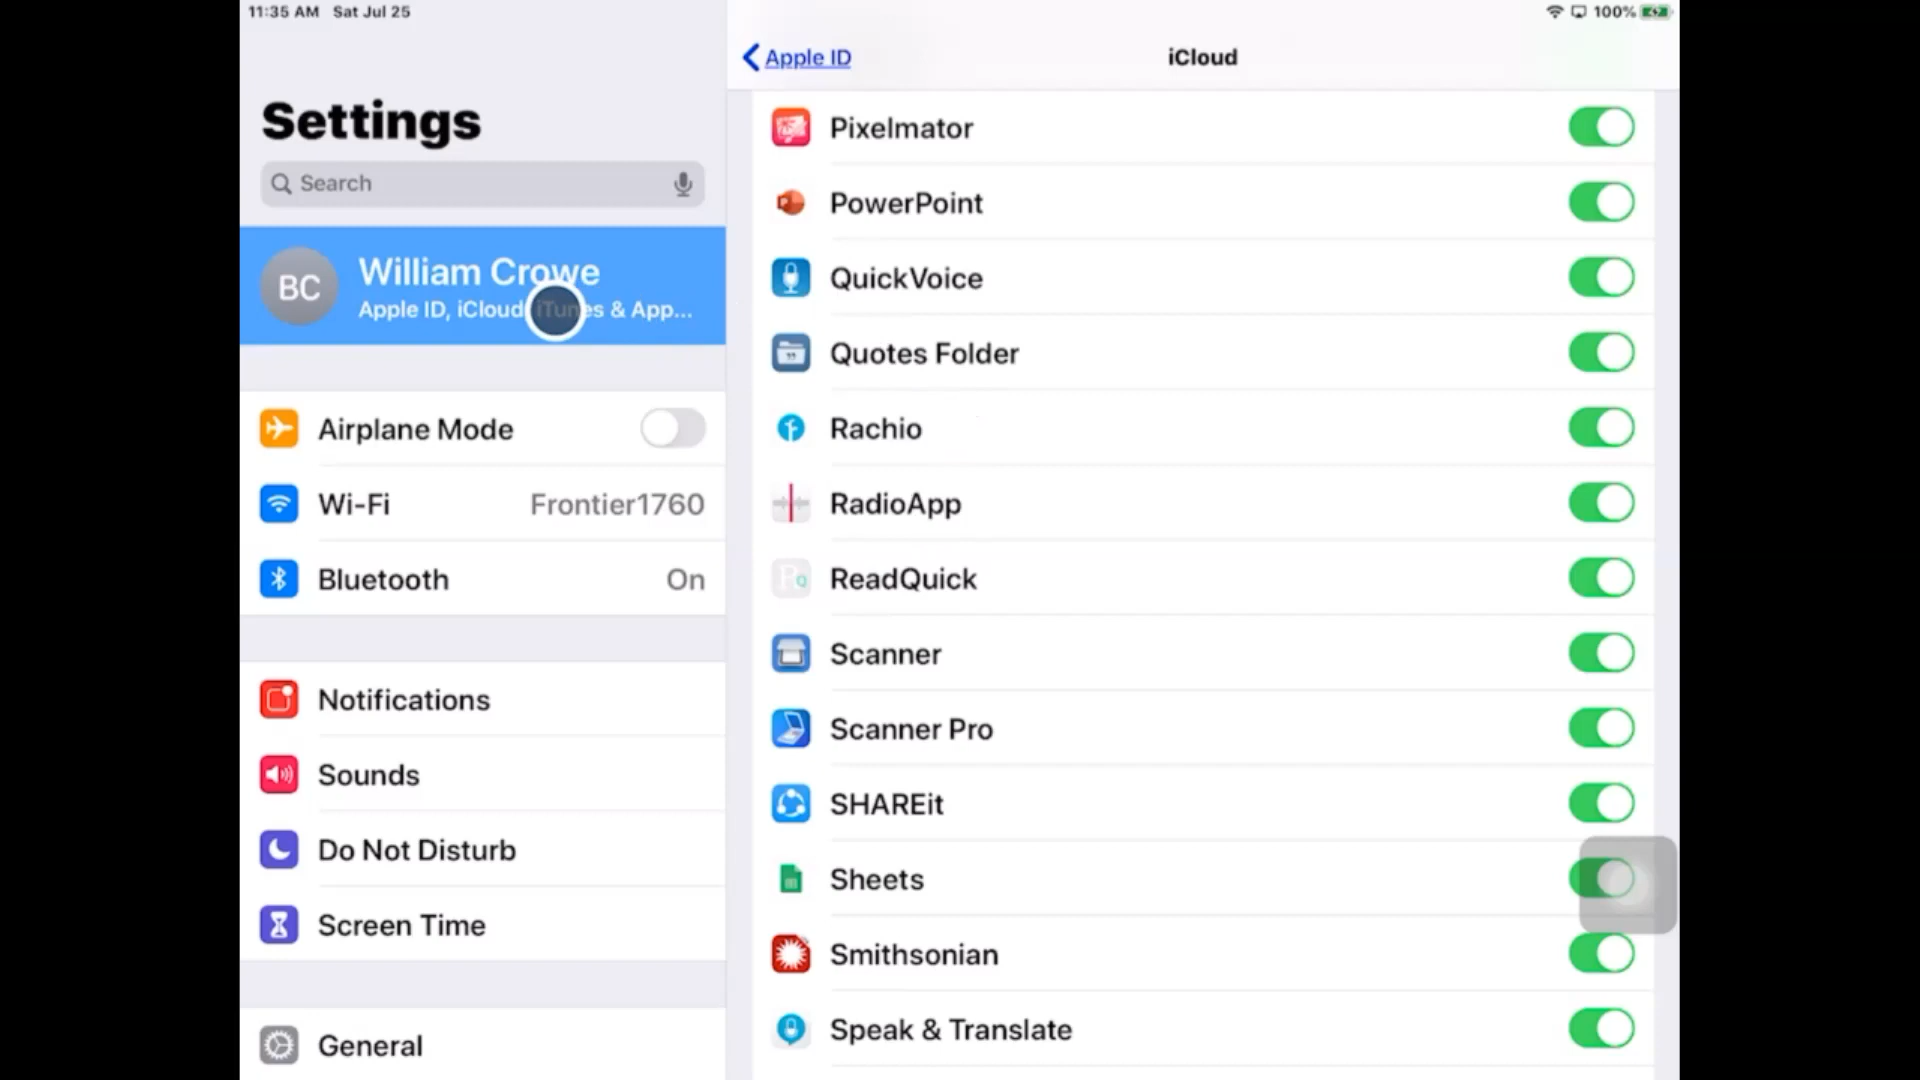 11:35 AM Sat Jul 25
100%
Settings
Search
BC
William Crowe
Apple ID, iCloud, iTunes & App...
Airplane Mode
Wi-Fi Frontier1760
Bluetooth On
Notifications
Sounds
Do Not Disturb
Screen Time
General
Apple ID
iCloud
Pixelmator
PowerPoint
QuickVoice
Quotes Folder
Rachio
RadioApp
ReadQuick
Scanner
Scanner Pro
SHAREit
Sheets
Smithsonian
Speak & Translate